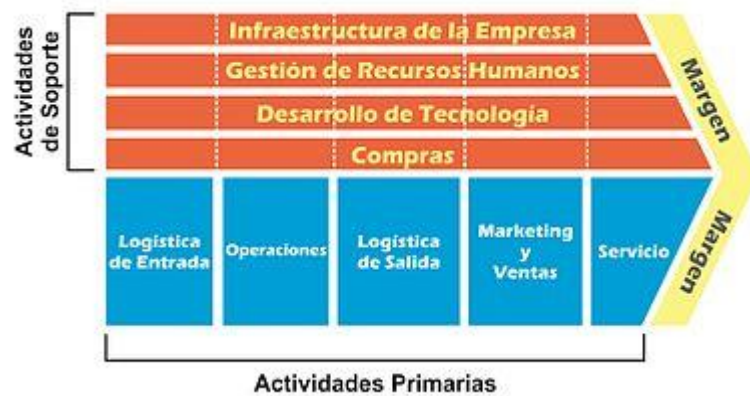 Actividades
de Soporte
Infraestructura de la Empresa
Gestión de Recursos Humanos
Desarrollo de Tecnología
Compras
Margen
Logística
de Entrada
Operaciones
Logística
de Salida
Marketing
y
Ventas
Servicio
Margen
Actividades Primarias